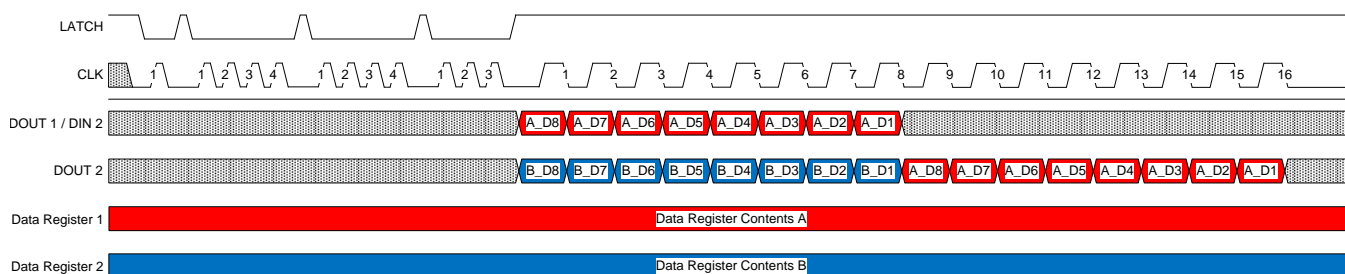 LATCH
CLK 1 1 2 3 4 1 2 3 4 1 2 3 1 2 3 4 5 6 7 8 9 10 11 12 13 14 15 16
DOUT 1 / DIN 2 A_D8 A_D7 A_D6 A_D5 A_D4 A_D3 A_D2 A_D1
DOUT 2 B_D8 B_D7 B_D6 B_D5 B_D4 B_D3 B_D2 B_D1 A_D8 A_D7 A_D6 A_D5 A_D4 A_D3 A_D2 A_D1
Data Register 1 Data Register Contents A
Data Register 2 Data Register Contents B